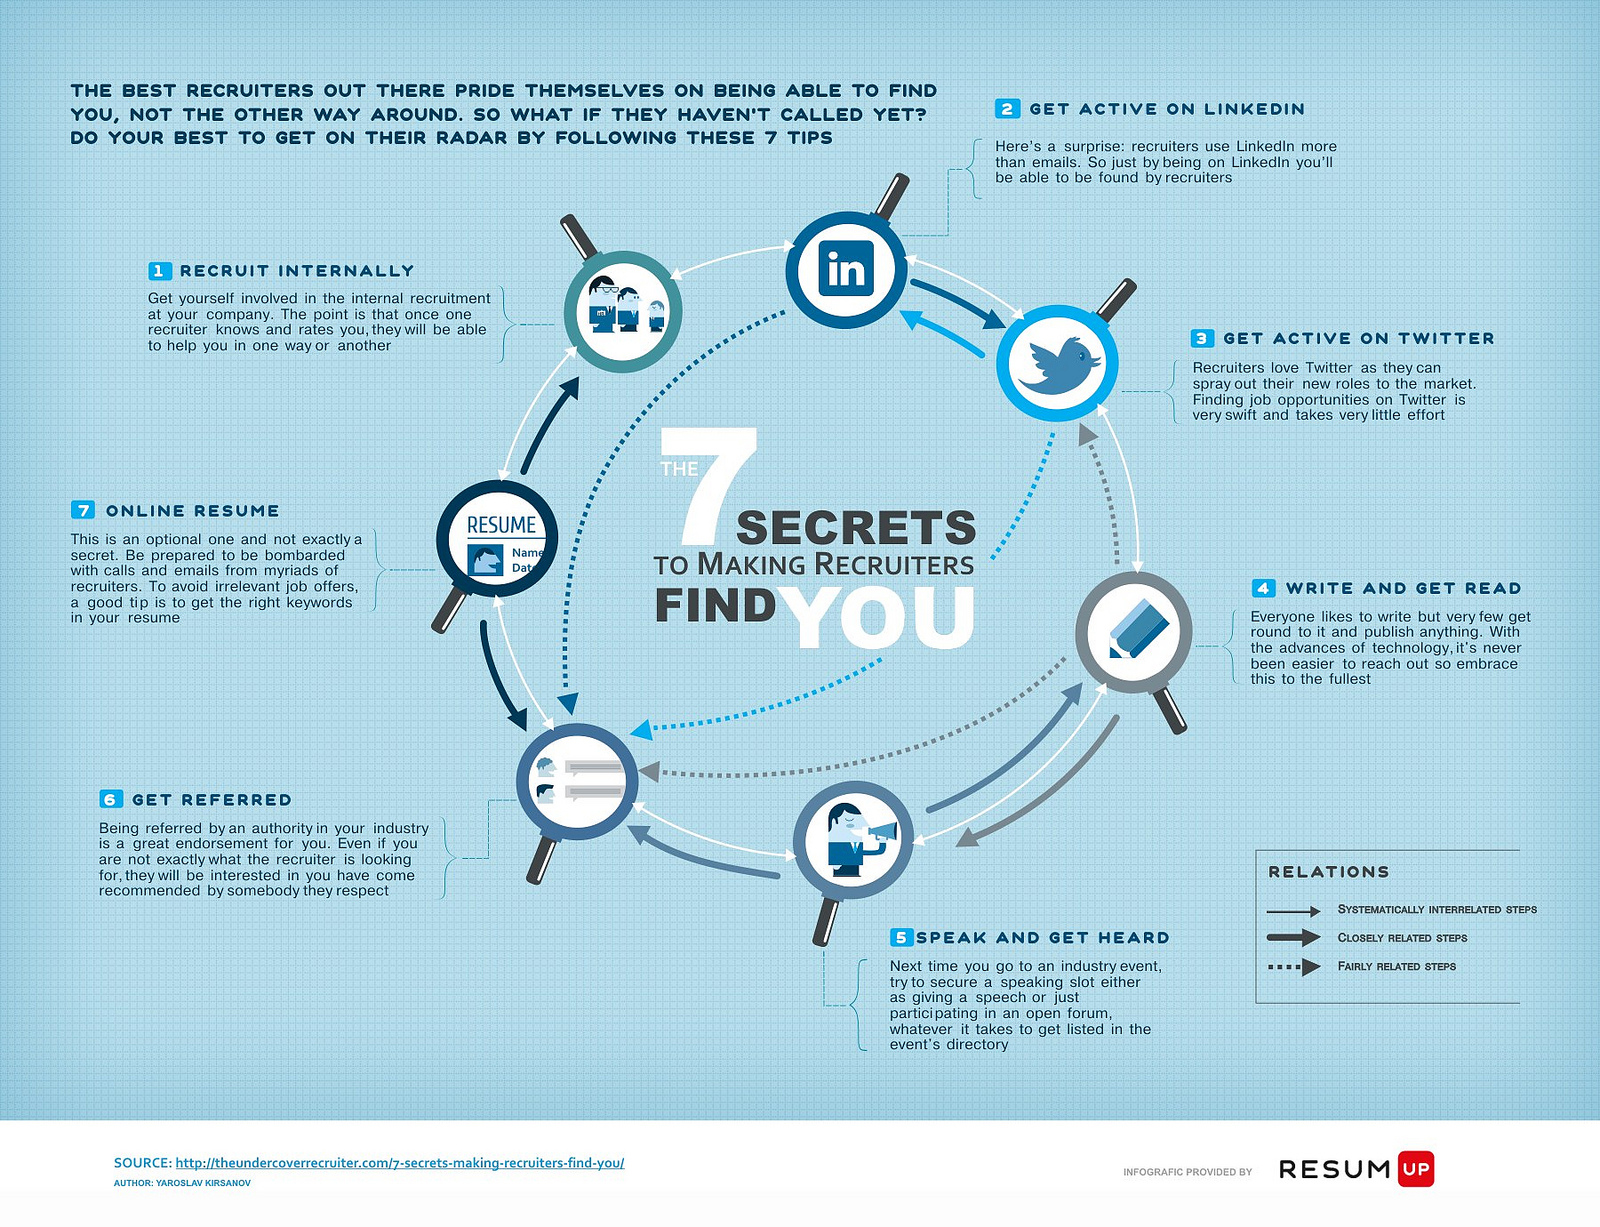 THE BEST RECRUITERS OUT THERE PRIDE THEMSELVES ON BEING ABLE TO FIND
YOU, NOT THE OTHER WAY AROUND. SO WHAT IF THEY HAVEN'T CALLED YET?
DO YOUR BEST TO GET ON THEIR RADAR BY FOLLOWING THESE 7 TIPS
1 RECRUIT INTERNALLY
Get yourself involved in the internal recruitment
at your company. The point is that once one
recruiter knows and rates you, they will be able
to help you in one way or another
2 GET ACTIVE ON LINKEDIN
Here's a surprise: recruiters use LinkedIn more
than emails. So just by being on LinkedIn you'll
be able to be found by recruiters
in
3 GET ACTIVE ON TWITTER
Recruiters love Twitter as they can
spray out their new roles to the market.
Finding job opportunities on Twitter is
very swift and takes very little effort
THE 7 SECRETS
TO MAKING RECRUITERS
FIND YOU
4 WRITE AND GET READ
Everyone likes to write but very few get
round to it and publish anything. With
the advances of technology, it's never
been easier to reach out so embrace
this to the fullest
5 SPEAK AND GET HEARD
Next time you go to an industry event,
try to secure a speaking slot either
as giving a speech or just
participating in an open forum,
whatever it takes to get listed in the
event's directory
6 GET REFERRED
Being referred by an authority in your industry
is a great endorsement for you. Even if you
are not exactly what the recruiter is looking
for, they will be interested in you have come
recommended by somebody they respect
7 ONLINE RESUME
This is an optional one and not exactly a
secret. Be prepared to be bombarded
with calls and emails from myriads of
recruiters. To avoid irrelevant job offers,
a good tip is to get the right keywords
in your resume
RESUME
Name
Date
RELATIONS
SYSTEMATICALLY INTERRELATED STEPS
CLOSELY RELATED STEPS
FAIRLY RELATED STEPS
SOURCE: http://theundercoverrecruiter.com/7-secrets-making-recruiters-find-you/
AUTHOR: YAROSLAV KIRSANOV
INFOGRAFIC PROVIDED BY RESUMUP